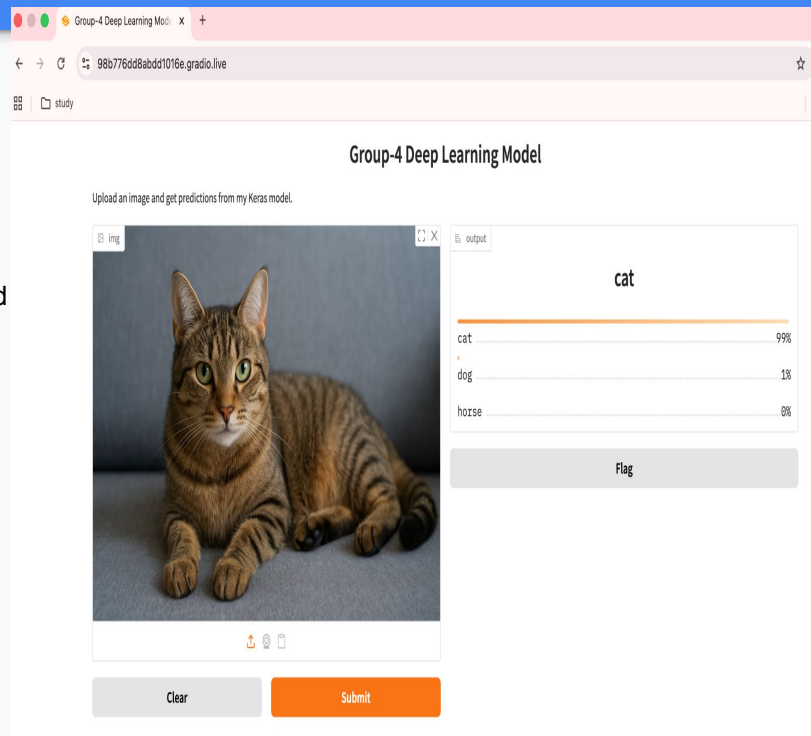 Group-4 Deep Learning Mod
98b776dd8abdd1016e.gradio.live
study
Group-4 Deep Learning Model
Upload an image and get predictions from my Keras model.
d
img
output
cat
cat 99%
dog 1%
horse 0%
Flag
Clear
Submit